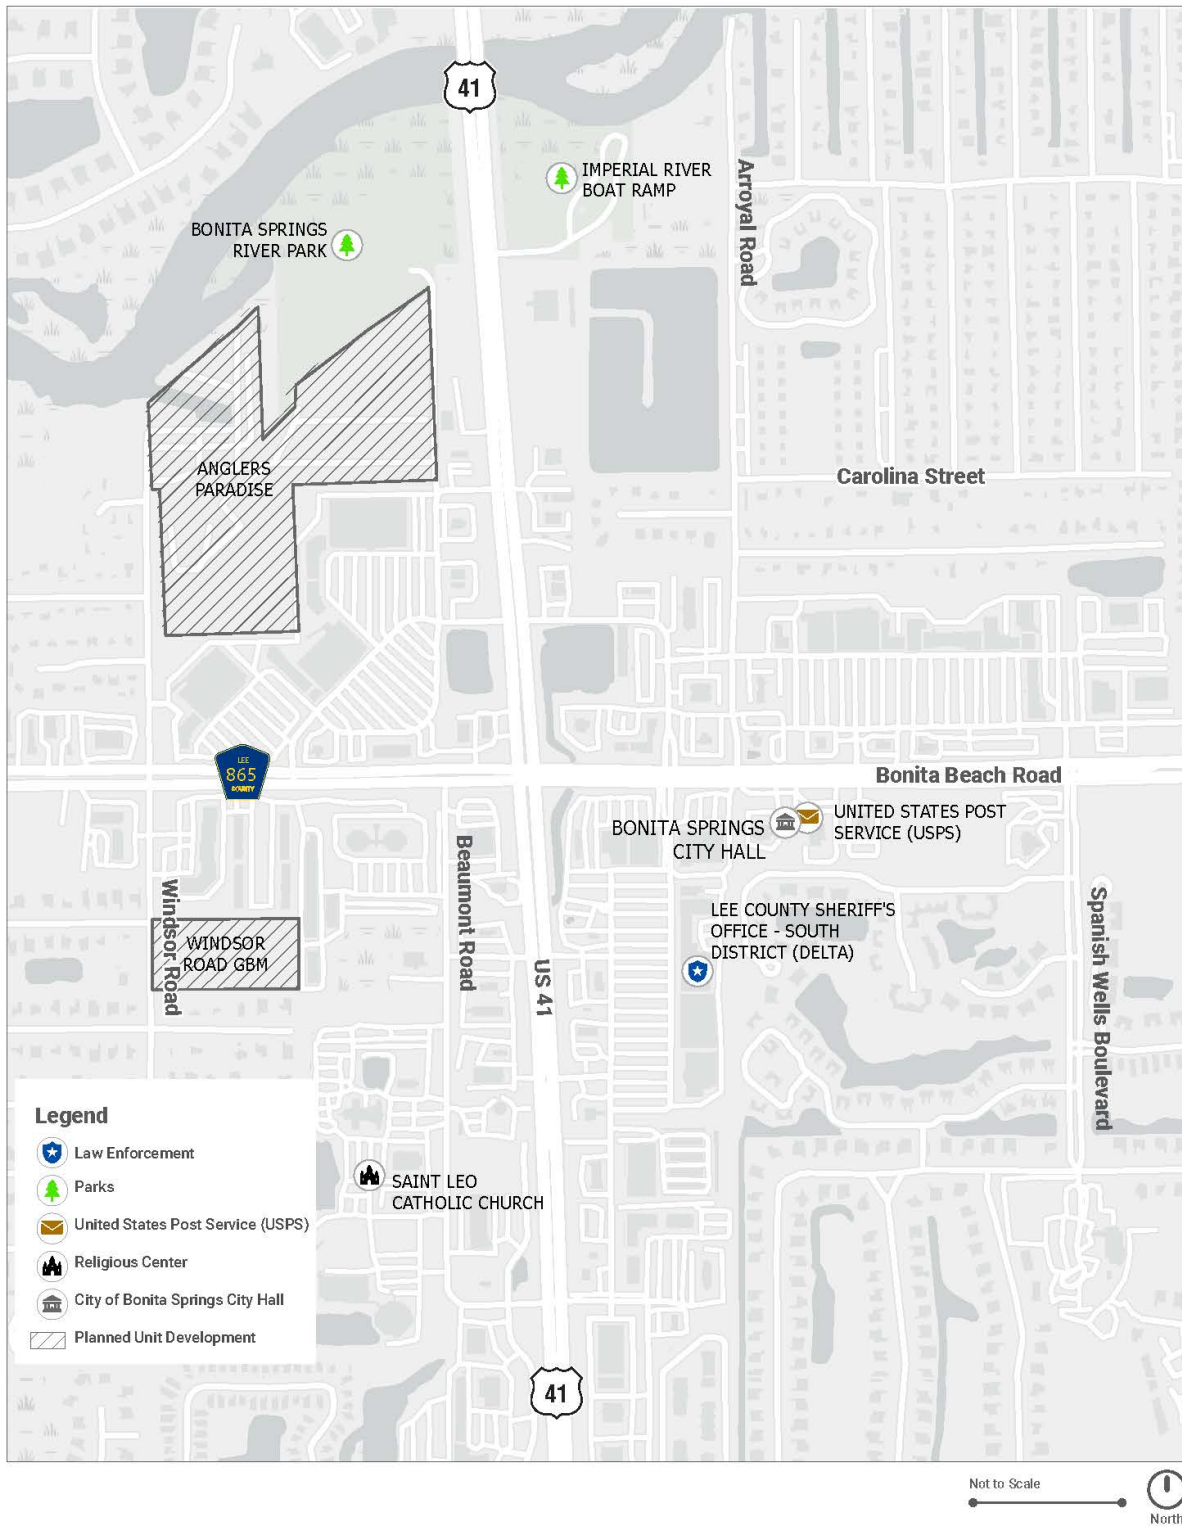 41
IMPERIAL RIVER
BOAT RAMP
Arroyal Road
BONITA SPRINGS
RIVER PARK
ANGLERS
PARADISE
Carolina Street
LEE
865
COUNTY
Bonita Beach Road
UNITED STATES POST
SERVICE (USPS)
BONITA SPRINGS
CITY HALL
Beaumont Road
Windsor Road
Spanish Wells Boulevard
LEE COUNTY SHERIFF'S
OFFICE - SOUTH
DISTRICT (DELTA)
WINDSOR
ROAD GBM
US 41
SAINT LEO
CATHOLIC CHURCH
Legend
Law Enforcement
Parks
United States Post Service (USPS)
Religious Center
City of Bonita Springs City Hall
Planned Unit Development
41
Not to Scale
North